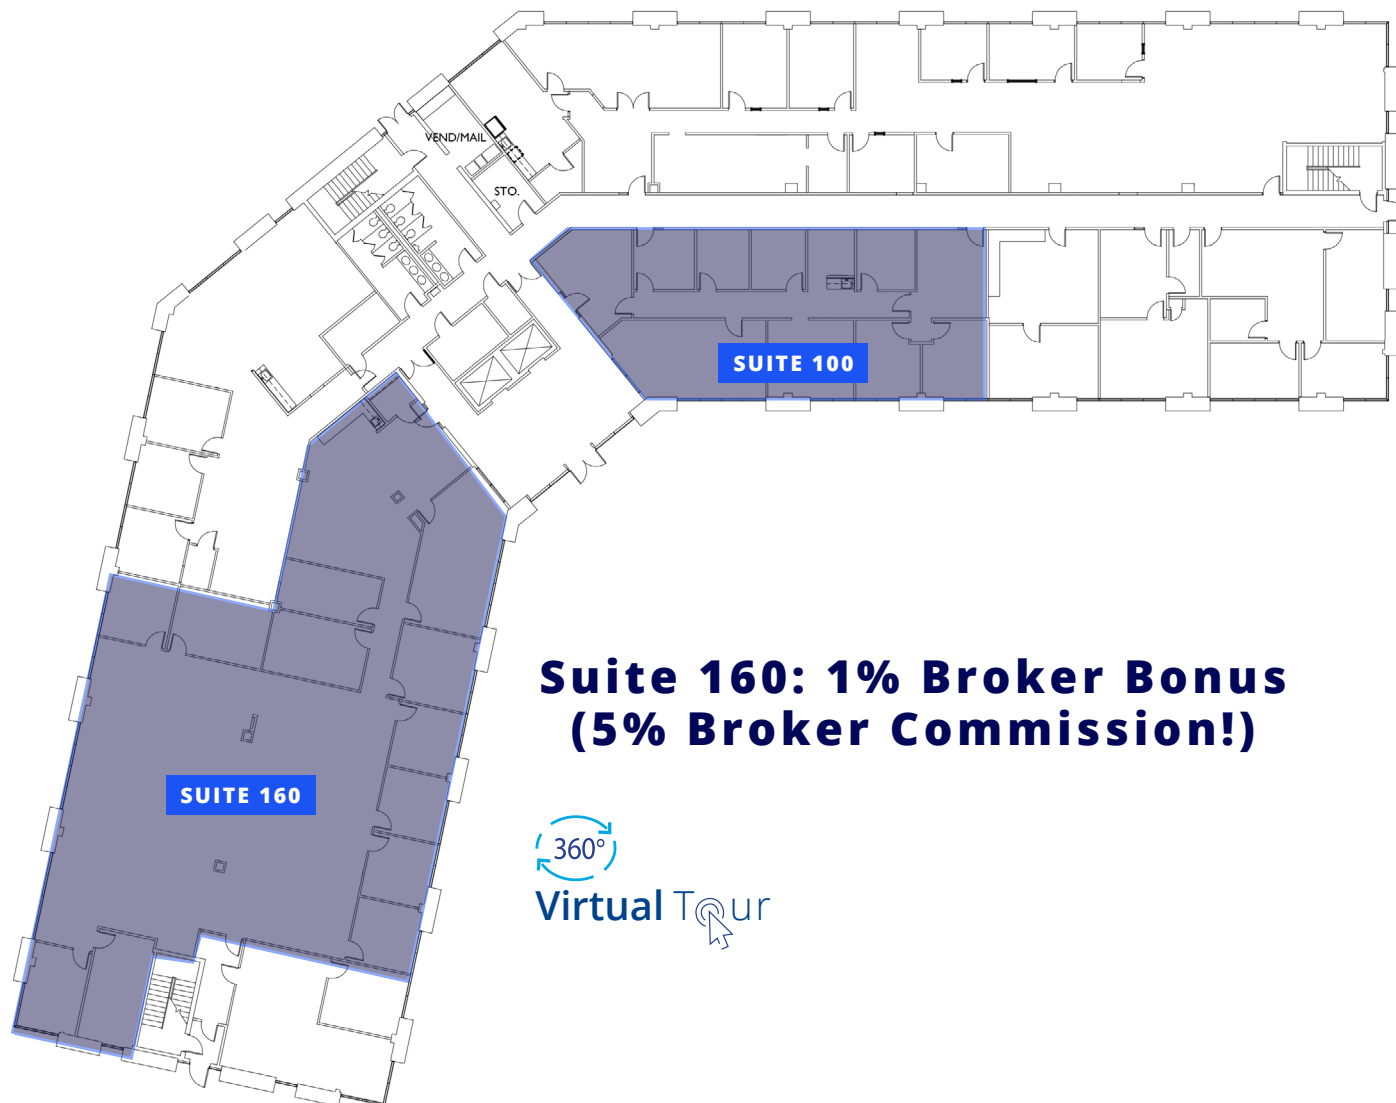 VEND/MAIL
STO.
SUITE 100
Suite 160: 1% Broker Bonus
(5% Broker Commission!)
SUITE 160
360°
Virtual Tour